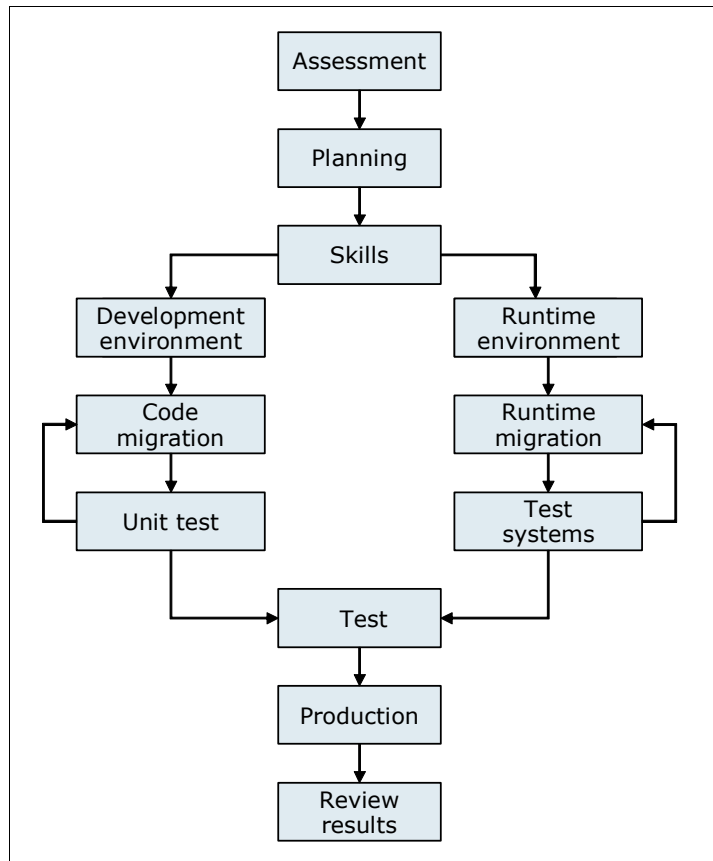 Assessment
Planning
Skills
Development
environment
Runtime
environment
Code
migration
Runtime
migration
Unit test
Test
systems
Test
Production
Review
results